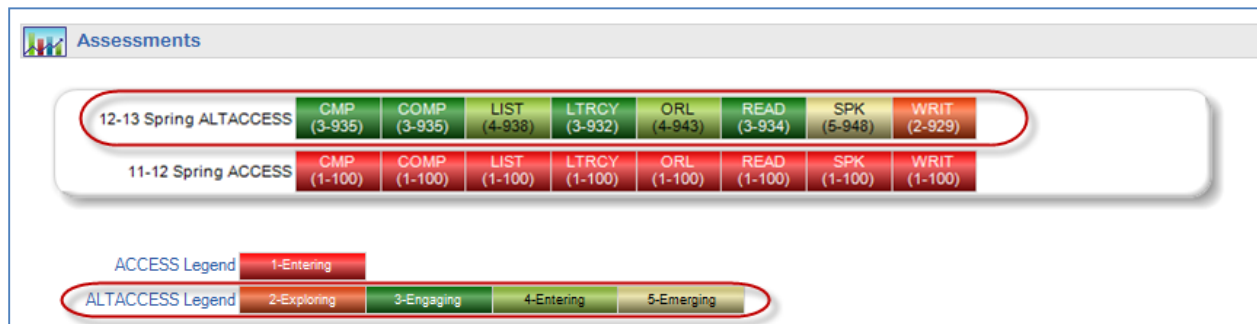 Assessments
12-13 Spring ALTACCESS CMP (3-935) COMP (3-935) LIST (4-938) LTRCY (3-932) ORL (4-943) READ (3-934) SPK (5-948) WRIT (2-929)
11-12 Spring ACCESS CMP (1-100) COMP (1-100) LIST (1-100) LTRCY (1-100) ORL (1-100) READ (1-100) SPK (1-100) WRIT (1-100)
ACCESS Legend 1-Entering
ALTACCESS Legend 2-Exploring 3-Engaging 4-Entering 5-Emerging